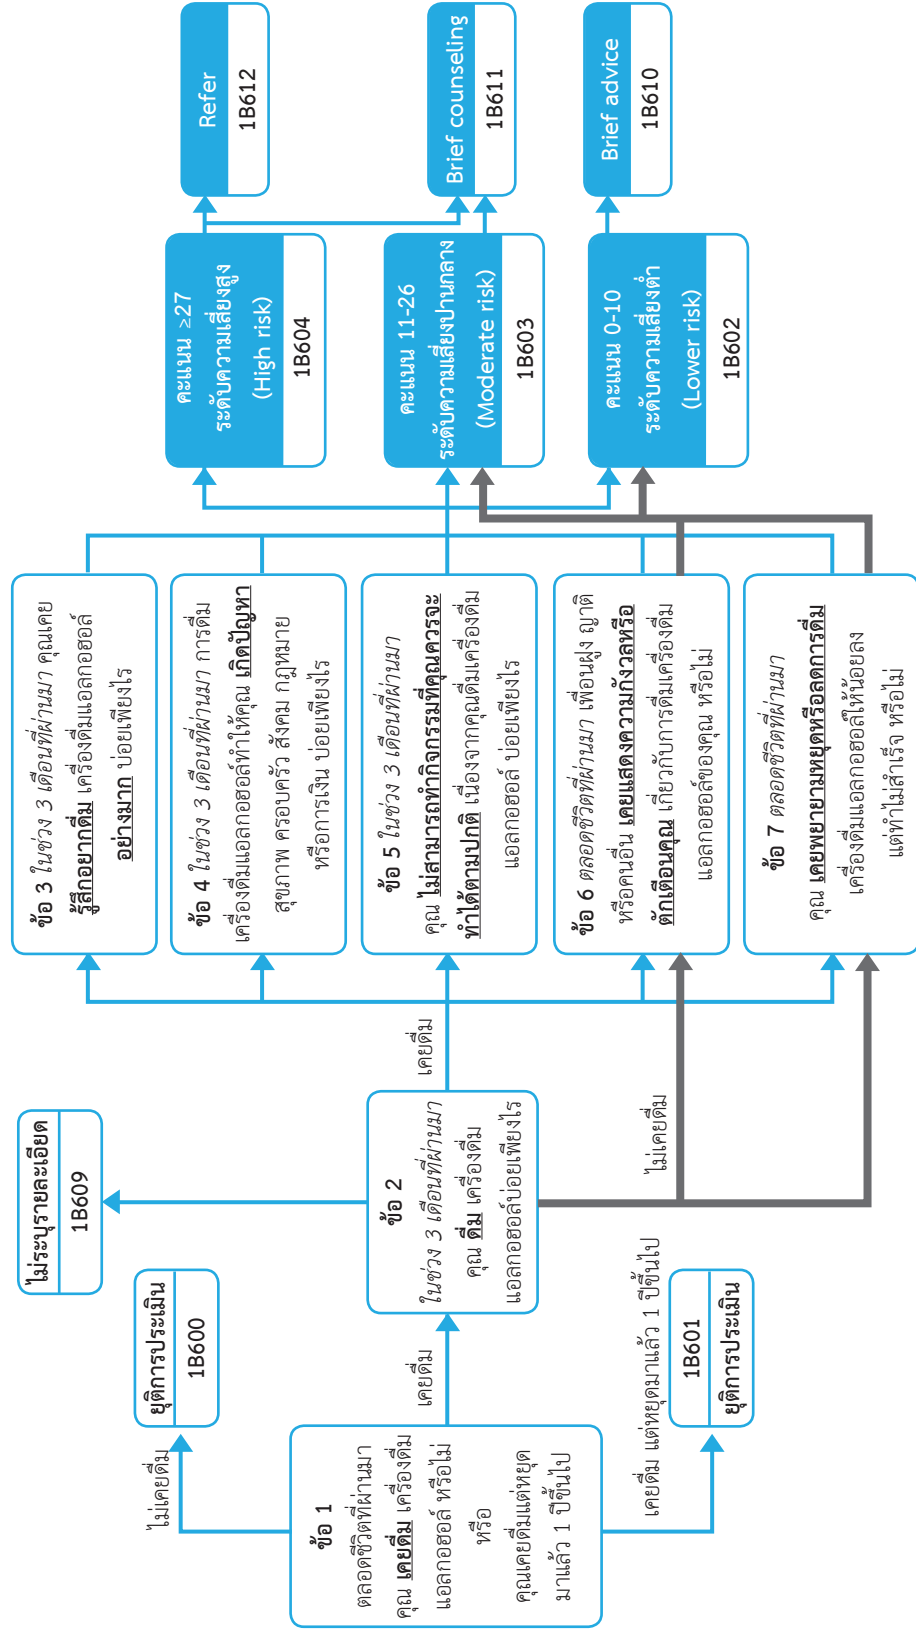 ข้อ 1
ตลอดชีวิตที่ผ่านมา
คุณ เคยดื่ม เครื่องดื่ม
แอลกอฮอล์ หรือไม่
หรือ
คุณเคยดื่มแต่หยุด
มาแล้ว 1 ปีขึ้นไป
ไม่เคยดื่ม
ยุติการประเมิน
1B600
เคยดื่ม
เคยดื่ม แต่หยุดมาแล้ว 1 ปีขึ้นไป
1B601
ยุติการประเมิน
ไม่ระบุรายละเอียด
1B609
ข้อ 2
ในช่วง 3 เดือนที่ผ่านมา
คุณ ดื่ม เครื่องดื่ม
แอลกอฮอล์บ่อยเพียงไร
เคยดื่ม
ไม่เคยดื่ม
ข้อ 3 ในช่วง 3 เดือนที่ผ่านมา คุณเคย
รู้สึกอยากดื่ม เครื่องดื่มแอลกอฮอล์
อย่างมาก บ่อยเพียงไร
ข้อ 4 ในช่วง 3 เดือนที่ผ่านมา การดื่ม
เครื่องดื่มแอลกอฮอล์ทำให้คุณ เกิดปัญหา
สุขภาพ ครอบครัว สังคม กฎหมาย
หรือการเงิน บ่อยเพียงไร
ข้อ 5 ในช่วง 3 เดือนที่ผ่านมา
คุณ ไม่สามารถทำกิจกรรมที่คุณควรจะ
ทำได้ตามปกติ เนื่องจากคุณดื่มเครื่องดื่ม
แอลกอฮอล์ บ่อยเพียงไร
ข้อ 6 ตลอดชีวิตที่ผ่านมา เพื่อนฝูง ญาติ
หรือคนอื่น เคยแสดงความกังวลหรือ
ตักเตือนคุณ เกี่ยวกับการดื่มเครื่องดื่ม
แอลกอฮอล์ของคุณ หรือไม่
ข้อ 7 ตลอดชีวิตที่ผ่านมา
คุณ เคยพยายามหยุดหรือลดการดื่ม
เครื่องดื่มแอลกอฮอล์ให้น้อยลง
แต่ทำไม่สำเร็จ หรือไม่
คะแนน ≥27
ระดับความเสี่ยงสูง
(High risk)
1B604
คะแนน 11-26
ระดับความเสี่ยงปานกลาง
(Moderate risk)
1B603
คะแนน 0-10
ระดับความเสี่ยงต่ำ
(Lower risk)
1B602
Refer
1B612
Brief counseling
1B611
Brief advice
1B610